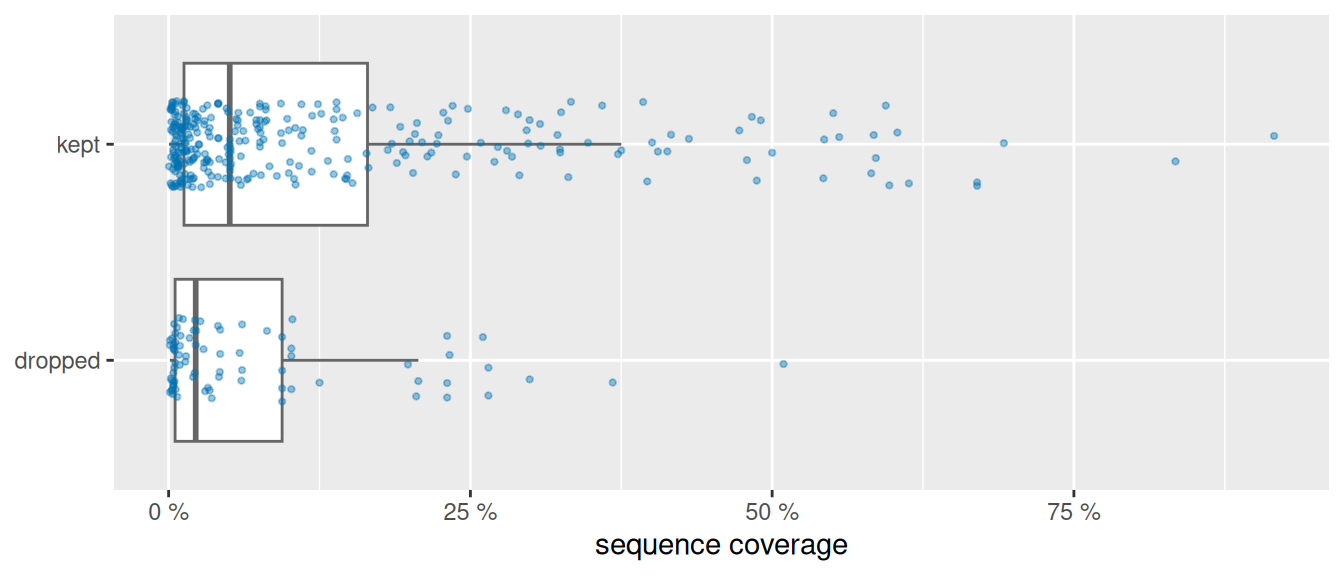 kept
dropped
0 %
25 %
50 %
75 %
sequence coverage